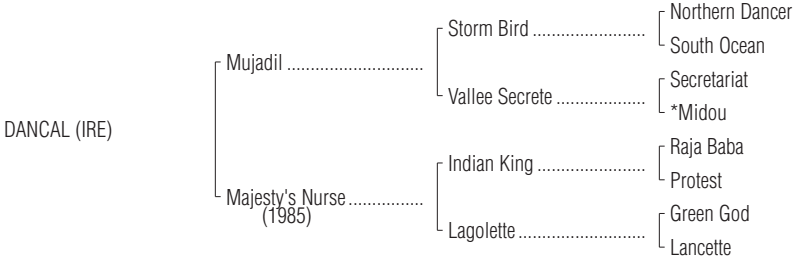 Northern Dancer
Storm Bird ........................
South Ocean
Mujadil .............................
Secretariat
Vallee Secrete ...................
*Midou
DANCAL (IRE)
Raja Baba
Indian King .......................
Protest
Majesty's Nurse ................
(1985)
Green God
Lagolette ...........................
Lancette